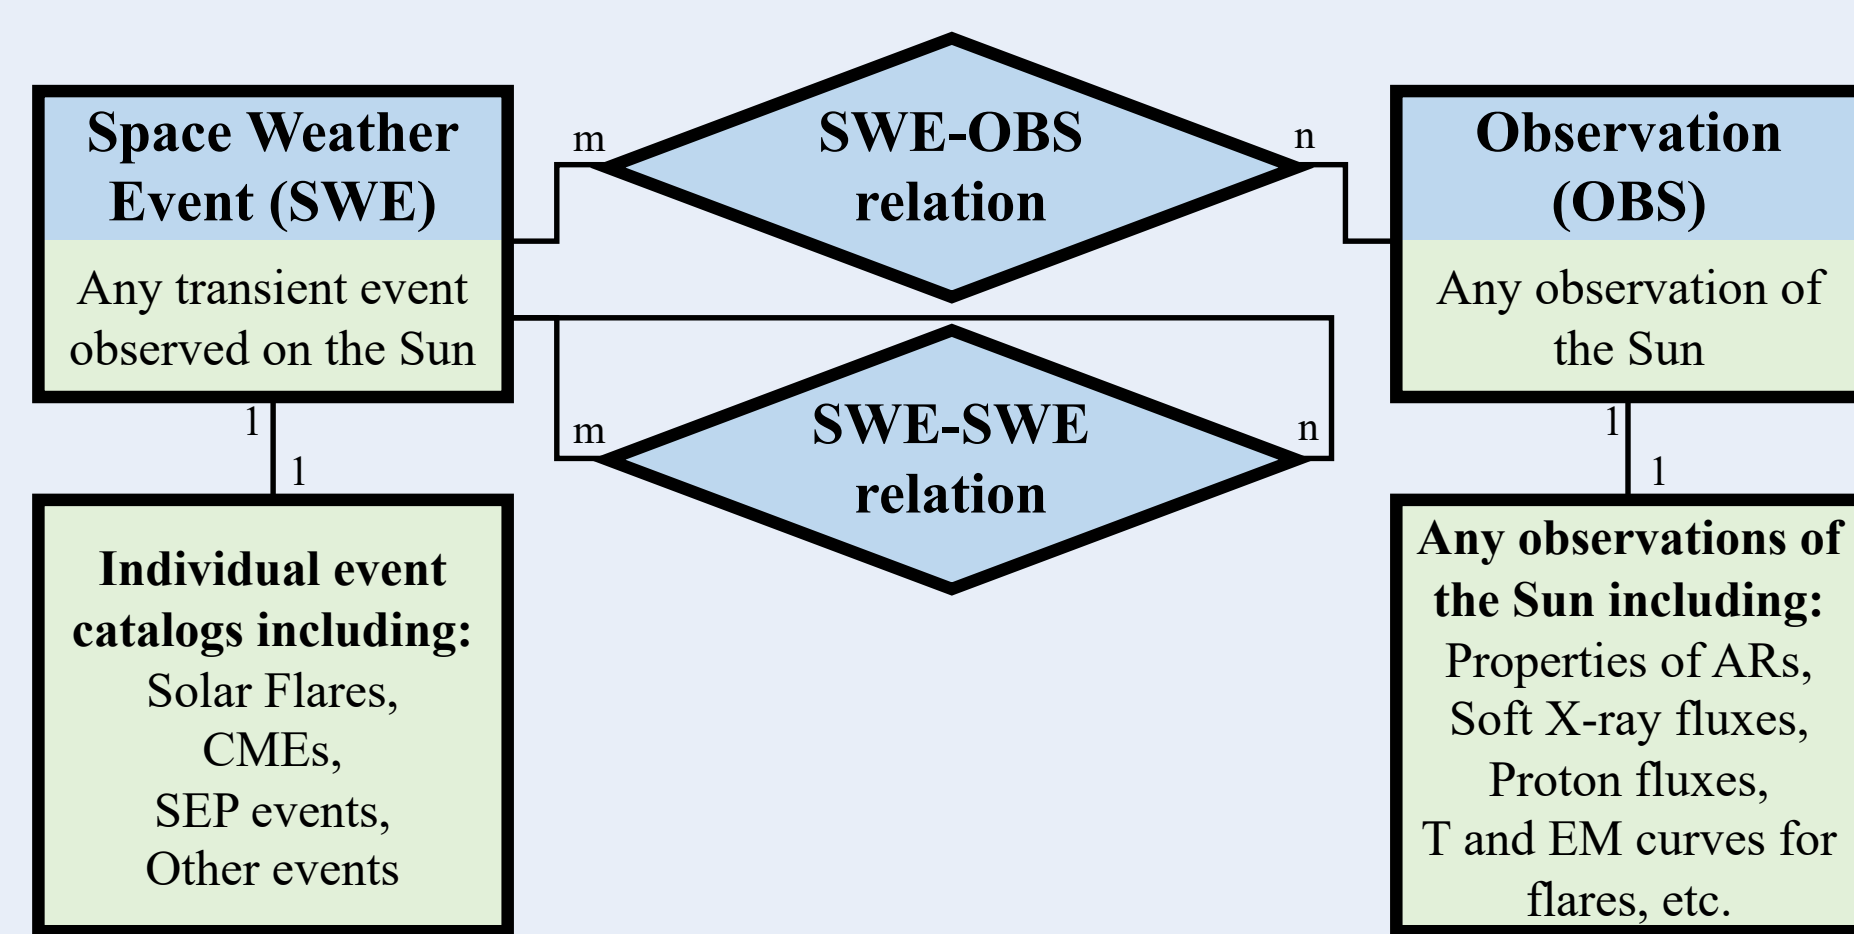 Space Weather
Event (SWE)
Any transient event
observed on the Sun
m
SWE-OBS
relation
n
Observation
(OBS)
Any observation of
the Sun
m
SWE-SWE
relation
n
1
1
1
1
Individual event
catalogs including:
Solar Flares,
CMEs,
SEP events,
Other events
Any observations of
the Sun including:
Properties of ARs,
Soft X-ray fluxes,
Proton fluxes,
T and EM curves for
flares, etc.